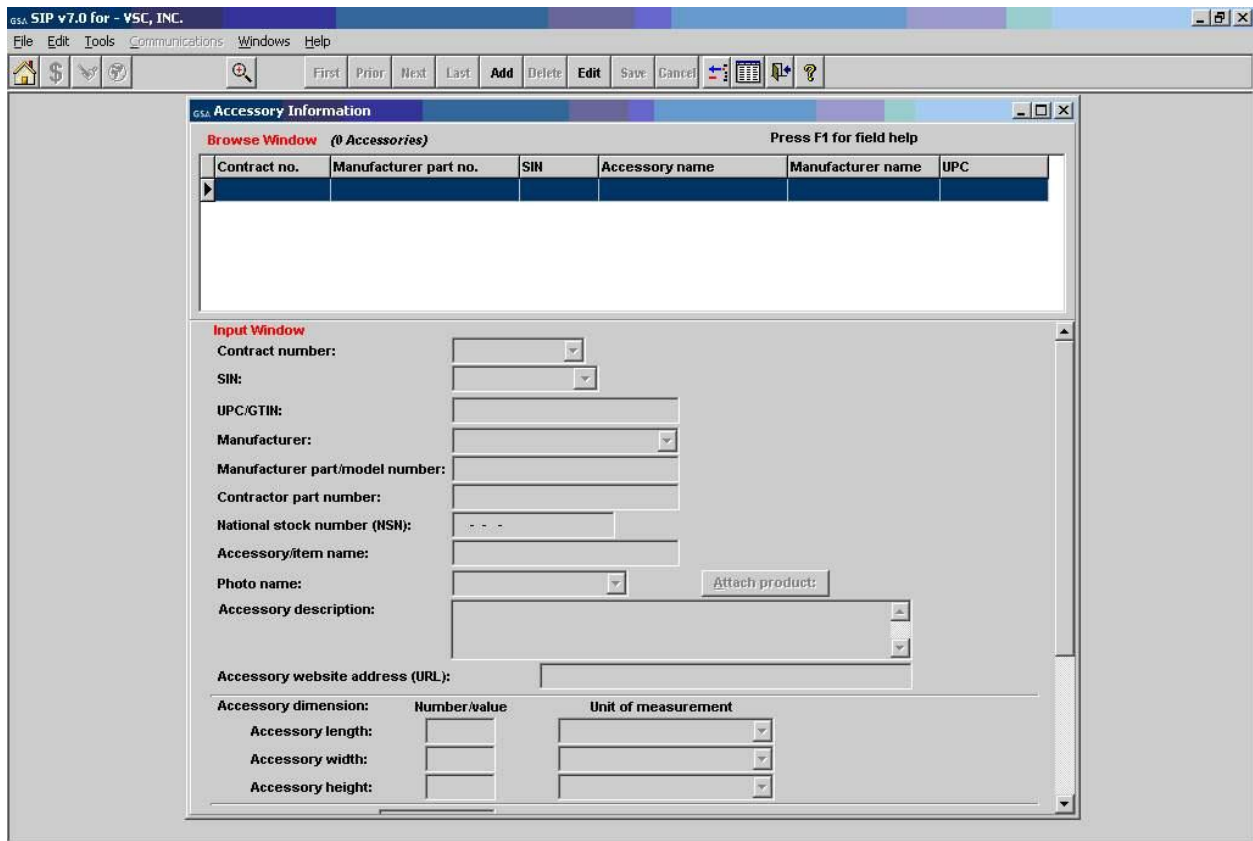 GSA SIP v7.0 for - VSC, INC.
File Edit Tools Communications Windows Help
First Prior Next Last Add Delete Edit Save Cancel
GSA Accessory Information
Browse Window (0 Accessories) Press F1 for field help
Contract no. Manufacturer part no. SIN Accessory name Manufacturer name UPC
Input Window
Contract number:
SIN:
UPC/GTIN:
Manufacturer:
Manufacturer part/model number:
Contractor part number:
National stock number (NSN): - - -
Accessory/item name:
Photo name: Attach product:
Accessory description:
Accessory website address (URL):
Accessory dimension: Number/value Unit of measurement
Accessory length:
Accessory width:
Accessory height: